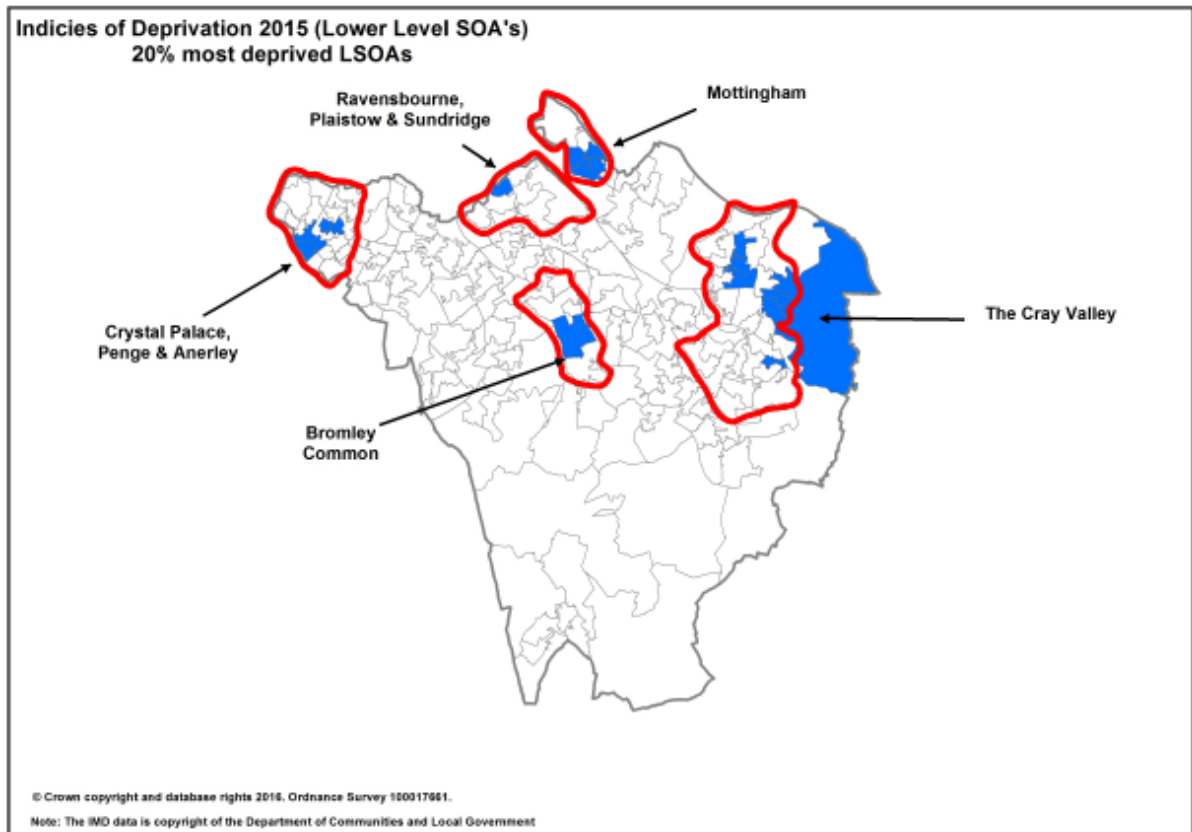 Indicies of Deprivation 2015 (Lower Level SOA's)
20% most deprived LSOAs
Ravensbourne,
Plaistow & Sundridge
Mottingham
Crystal Palace,
Penge & Anerley
The Cray Valley
Bromley
Common
© Crown copyright and database rights 2016. Ordnance Survey 100017661.
Note: The IMD data is copyright of the Department of Communities and Local Government